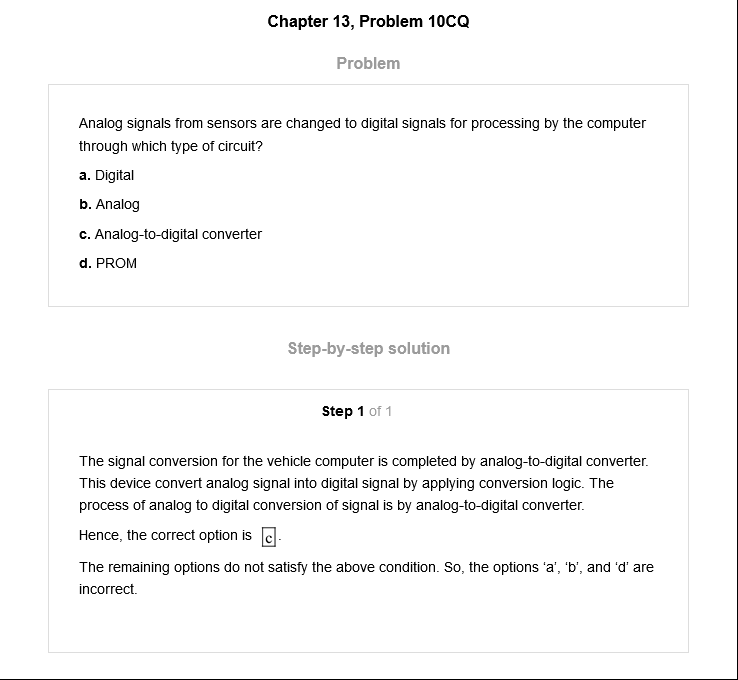 Chapter 13, Problem 10CQ
Problem
Analog signals from sensors are changed to digital signals for processing by the computer
through which type of circuit?
a. Digital
b. Analog
c. Analog-to-digital converter
d. PROM
Step-by-step solution
Step 1 of 1
The signal conversion for the vehicle computer is completed by analog-to-digital converter.
This device convert analog signal into digital signal by applying conversion logic. The
process of analog to digital conversion of signal is by analog-to-digital converter.
Hence, the correct option is c.
The remaining options do not satisfy the above condition. So, the options ‘a’, ‘b’, and ‘d’ are
incorrect.